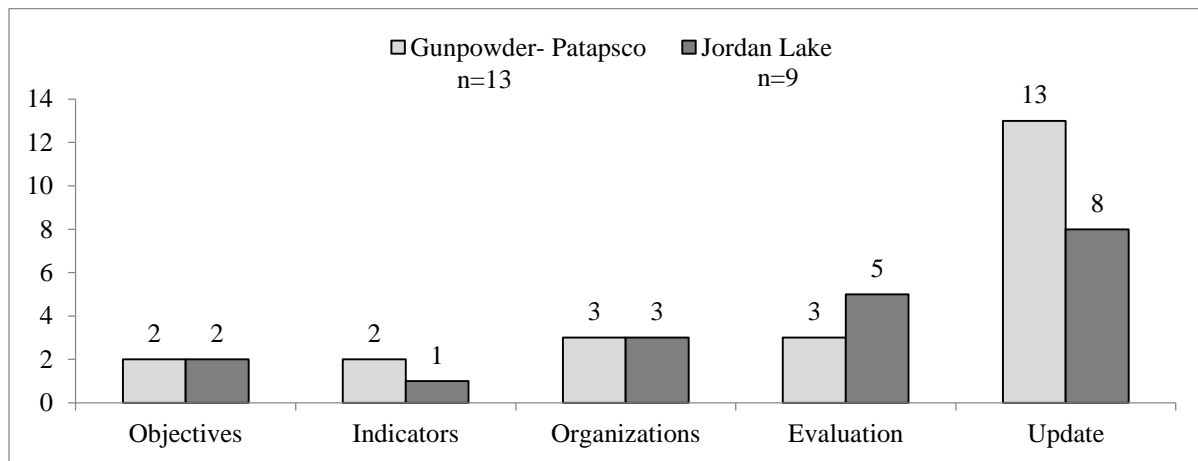 Gunpowder- Patapsco Jordan Lake
n=13 n=9
14
12
10
8
6
4
2
0
2 2 2 1 3 3 3 5 13 8
Objectives Indicators Organizations Evaluation Update